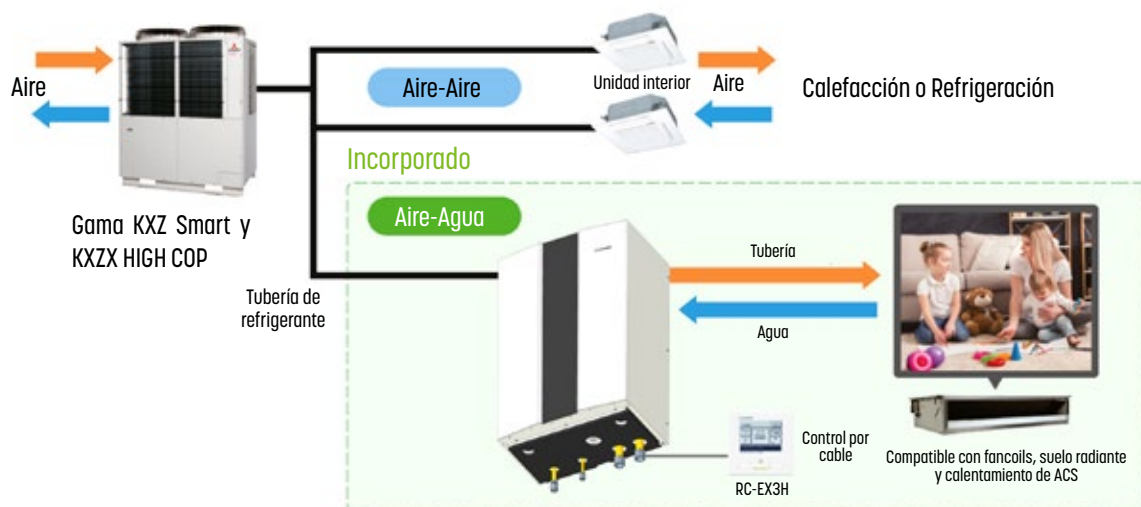 Aire
Aire-Aire
Unidad interior
Aire
Calefacción o Refrigeración
Incorporado
Aire-Agua
Gama KXZ Smart y
KXZX HIGH COP
Tubería de
refrigerante
Tubería
Agua
Control por
cable
RC-EX3H
Compatible con fancoils, suelo radiante
y calentamiento de ACS